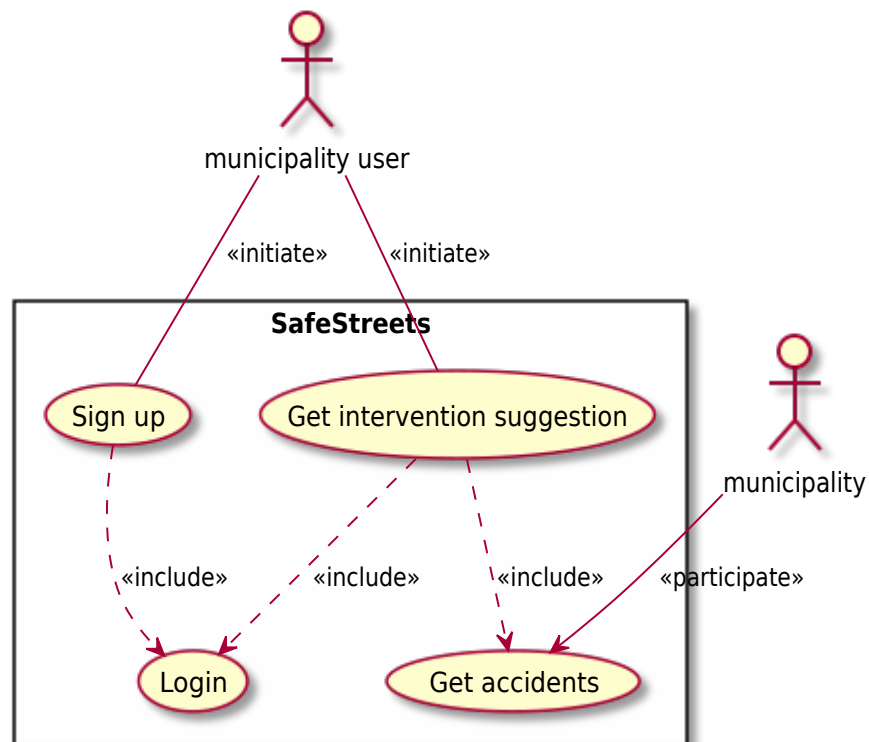 municipality user
«initiate»
«initiate»
SafeStreets
Sign up
Get intervention suggestion
municipality
«include»
«include»
«include»
«participate»
Login
Get accidents